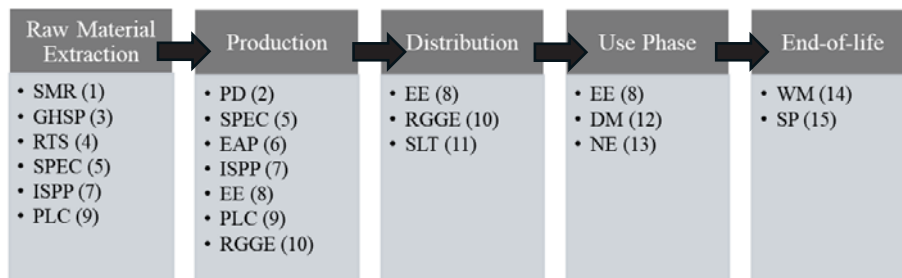 Raw Material
Extraction
• SMR (1)
• GHSP (3)
• RTS (4)
• SPEC (5)
• ISPP (7)
• PLC (9)
Production
• PD (2)
• SPEC (5)
• EAP (6)
• ISPP (7)
• EE (8)
• PLC (9)
• RGGE (10)
Distribution
• EE (8)
• RGGE (10)
• SLT (11)
Use Phase
• EE (8)
• DM (12)
• NE (13)
End-of-life
• WM (14)
• SP (15)